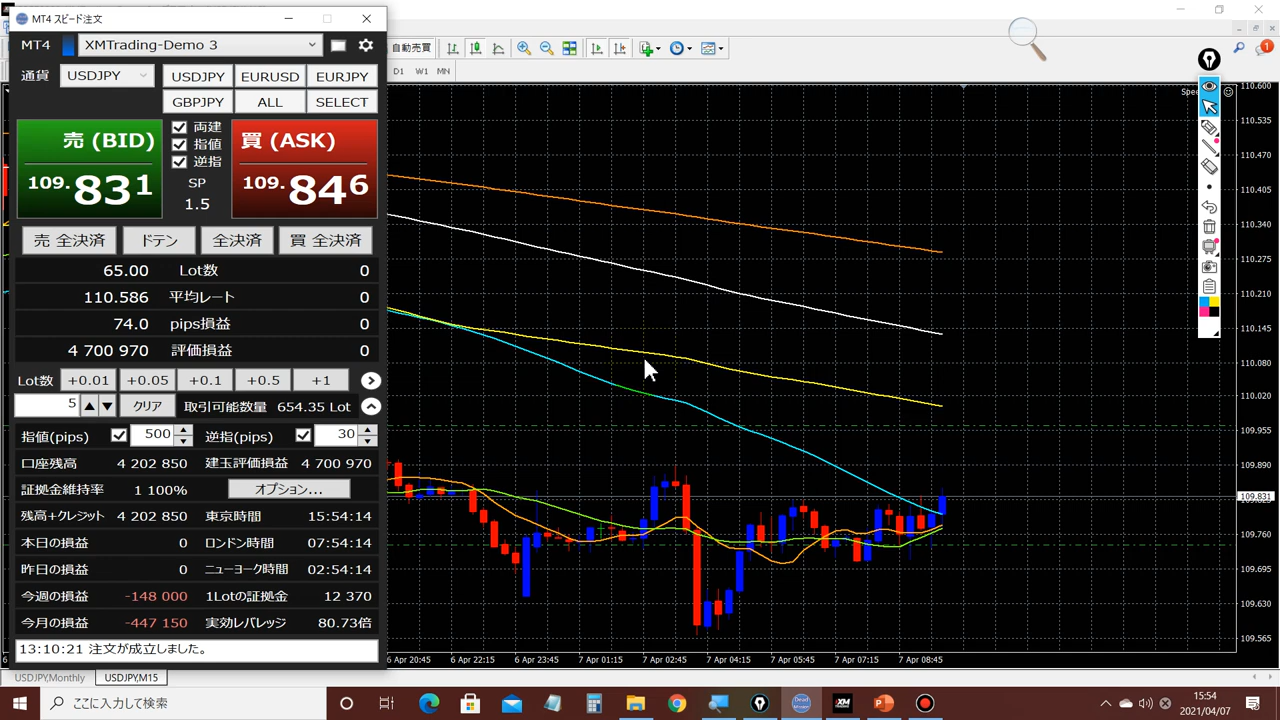 MT4 スピード注文
MT4 XMTrading-Demo 3
通貨 USDJPY USDJPY EURUSD EURJPY
GBPJPY ALL SELECT
売 (BID) 109.831
両建
指値
逆指
SP
1.5
買 (ASK) 109.846
売 全決済 ドテン 全決済 買 全決済
65.00 Lot数 0
110.586 平均レート 0
74.0 pips損益 0
4 700 970 評価損益 0
Lot数 +0.01 +0.05 +0.1 +0.5 +1
5 クリア 取引可能数量 654.35 Lot
指値(pips) 500 逆指(pips) 30
口座残高 4 202 850 建玉評価損益 4 700 970
証拠金維持率 1 100% オプション...
残高+クレジット 4 202 850 東京時間 15:54:14
本日の損益 0 ロンドン時間 07:54:14
昨日の損益 0 ニューヨーク時間 02:54:14
今週の損益 -148 000 1Lotの証拠金 12 370
今月の損益 -447 150 実効レバレッジ 80.73倍
13:10:21 注文が成立しました。
自動売買
D1 W1 MN
1
110.600
110.535
110.470
110.405
110.340
110.275
110.210
110.145
110.080
110.020
109.955
109.890
109.831
109.760
109.695
109.630
109.565
6 Apr 20:45 6 Apr 22:15 6 Apr 23:45 7 Apr 01:15 7 Apr 02:45 7 Apr 04:15 7 Apr 05:45 7 Apr 07:15 7 Apr 08:45
USDJPY,Monthly USDJPY,M15
ここに入力して検索
15:54
2021/04/07